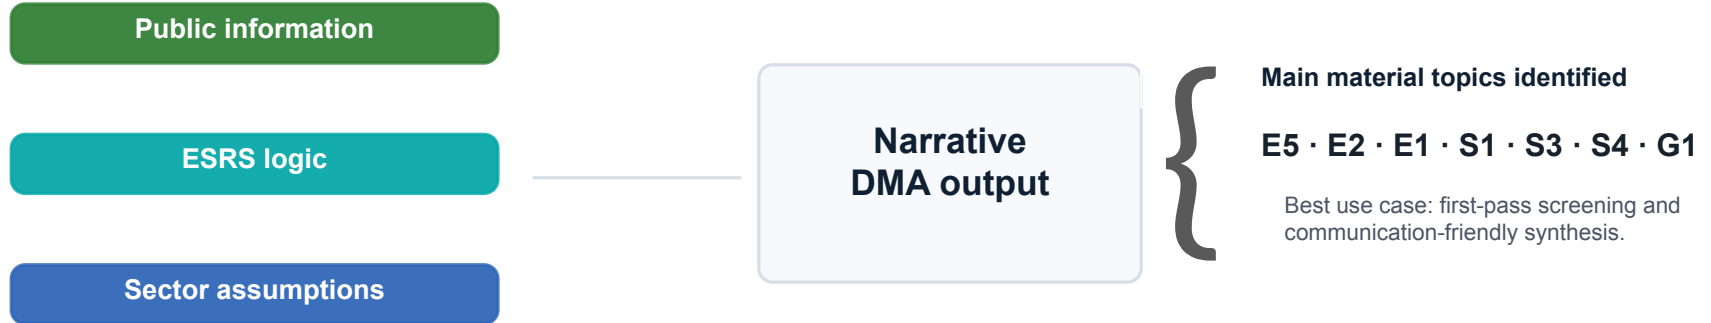 Public information
ESRS logic
Sector assumptions
Narrative
DMA output
Main material topics identified
E5 · E2 · E1 · S1 · S3 · S4 · G1
Best use case: first-pass screening and
communication-friendly synthesis.